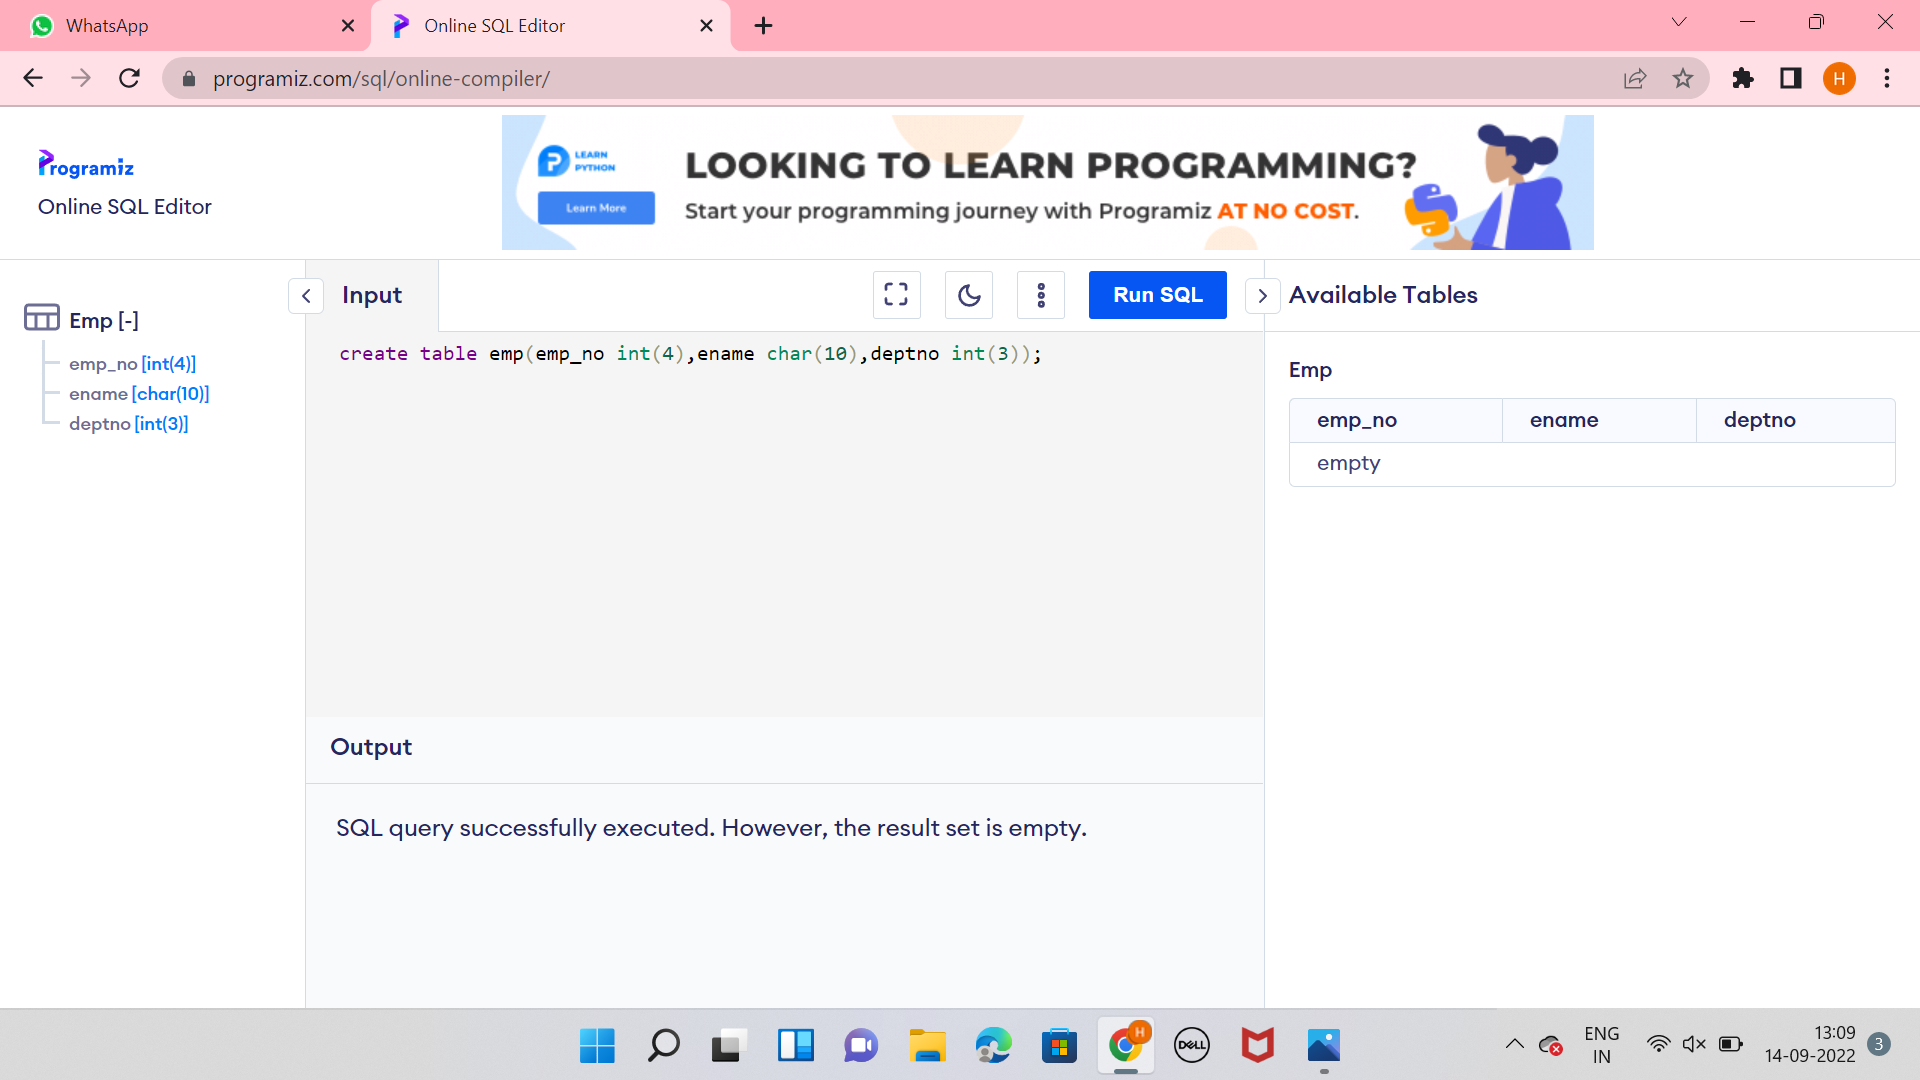 WhatsApp
Online SQL Editor
programiz.com/sql/online-compiler/
H
Programiz
Online SQL Editor
LEARN PYTHON
Learn More
LOOKING TO LEARN PROGRAMMING?
Start your programming journey with Programiz AT NO COST.
Emp [-]
emp_no [int(4)]
ename [char(10)]
deptno [int(3)]
Input
Run SQL
create table emp(emp_no int(4),ename char(10),deptno int(3));
Output
SQL query successfully executed. However, the result set is empty.
Available Tables
Emp
emp_no ename deptno
empty
H
DELL
ENG
IN
13:09
14-09-2022
3